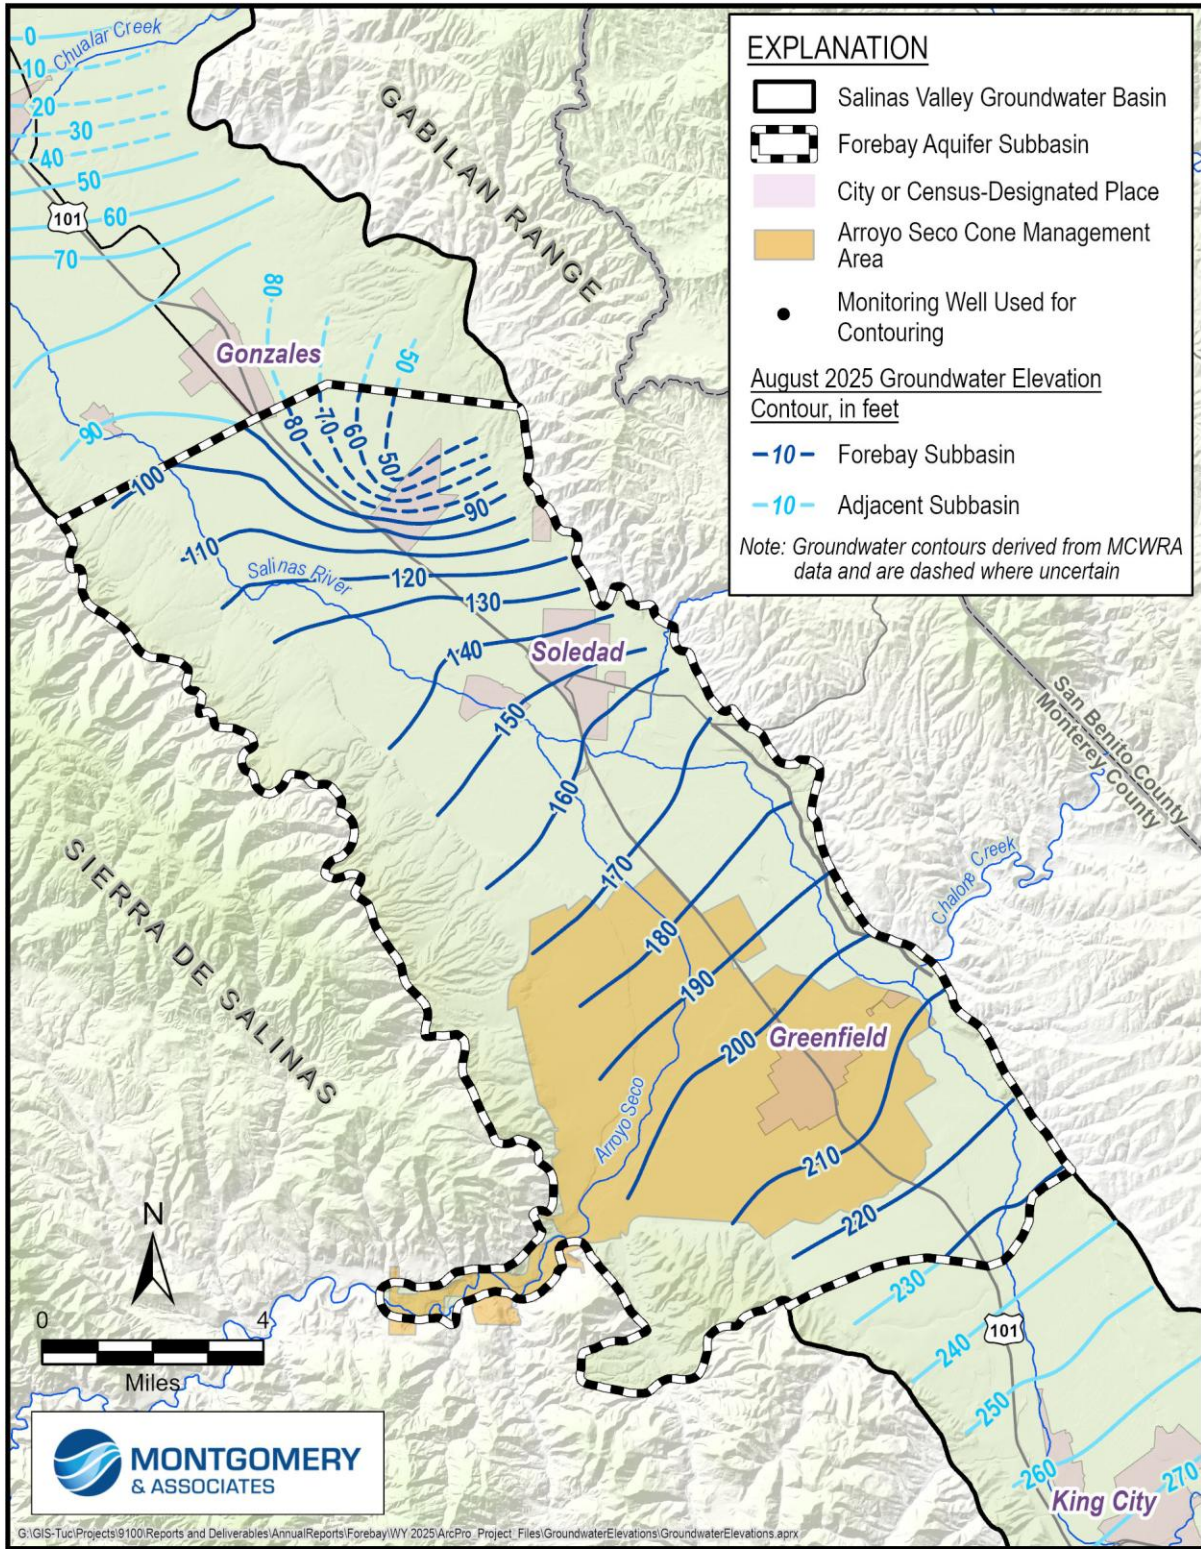 0
Chualar Creek
10
20
30
40
50
101
60
70
80
50
Gonzales
90
GABILAN RANGE
EXPLANATION
Salinas Valley Groundwater Basin
Forebay Aquifer Subbasin
City or Census-Designated Place
Arroyo Seco Cone Management
Area
Monitoring Well Used for
Contouring
August 2025 Groundwater Elevation
Contour, in feet
10 Forebay Subbasin
10 Adjacent Subbasin
Note: Groundwater contours derived from MCWRA
data and are dashed where uncertain
80
70
60
50
90
100
110
120
Salinas River
130
140
Soledad
150
160
170
180
190
200
Greenfield
210
220
San Benito County
Monterey County
Chalone Creek
SIERRA DE SALINAS
Arroyo Seco
230
101
240
250
260
270
King City
N
0 4
Miles
MONTGOMERY
& ASSOCIATES
G:\GIS-Tuc\Projects\9100\Reports and Deliverables\AnnualReports\Forebay\WY 2025\ArcPro_Project_Files\GroundwaterElevations\GroundwaterElevations.aprx